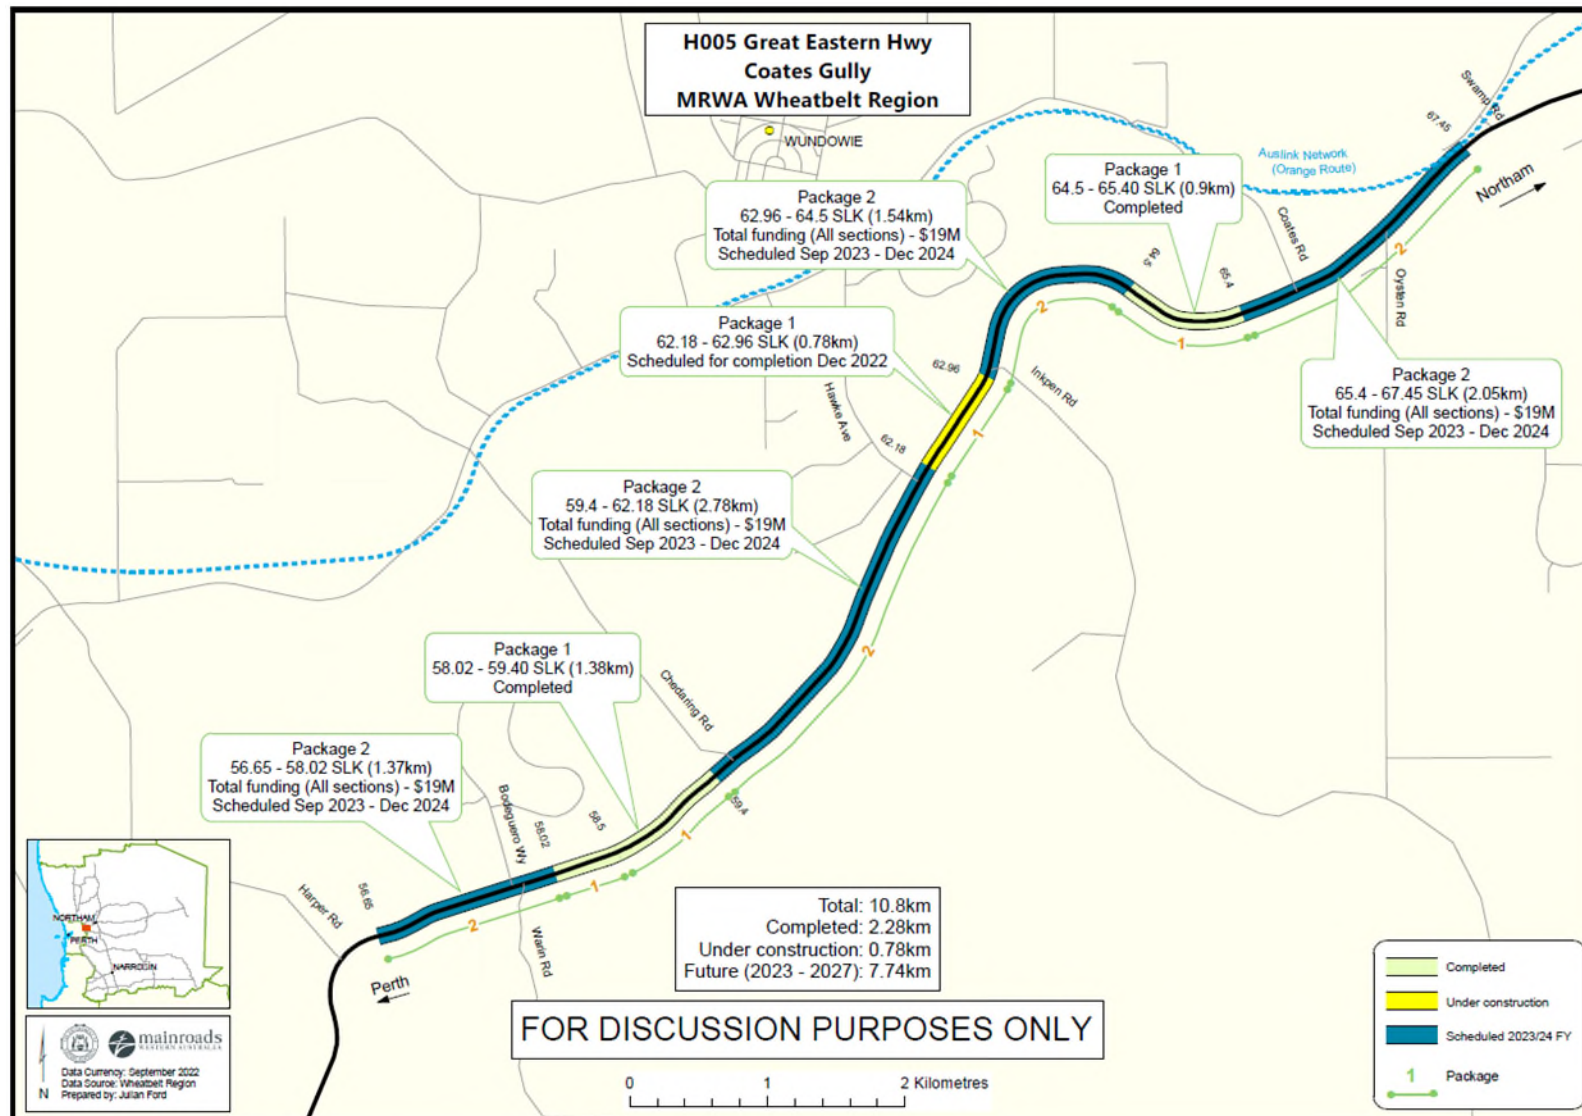 H005 Great Eastern Hwy
Coates Gully
MRWA Wheatbelt Region
WUNDOWIE
Swamp Rd
67.45
Auslink Network
(Orange Route)
Northam
Package 1
64.5 - 65.40 SLK (0.9km)
Completed
Package 2
62.96 - 64.5 SLK (1.54km)
Total funding (All sections) - $19M
Scheduled Sep 2023 - Dec 2024
Coates Rd
64.5
65.4
Oysten Rd
2
2
1
Package 1
62.18 - 62.96 SLK (0.78km)
Scheduled for completion Dec 2022
62.96
Inkpen Rd
Package 2
65.4 - 67.45 SLK (2.05km)
Total funding (All sections) - $19M
Scheduled Sep 2023 - Dec 2024
Hawke Ave
62.18
1
Package 2
59.4 - 62.18 SLK (2.78km)
Total funding (All sections) - $19M
Scheduled Sep 2023 - Dec 2024
2
Package 1
58.02 - 59.40 SLK (1.38km)
Completed
Chedaring Rd
Package 2
56.65 - 58.02 SLK (1.37km)
Total funding (All sections) - $19M
Scheduled Sep 2023 - Dec 2024
Bodeguero Wy
58.02
58.5
59.4
1
1
2
56.65
Harper Rd
Warin Rd
Perth
NORTHAM
PERTH
NARROGIN
Total: 10.8km
Completed: 2.28km
Under construction: 0.78km
Future (2023 - 2027): 7.74km
FOR DISCUSSION PURPOSES ONLY
0 1 2 Kilometres
Completed
Under construction
Scheduled 2023/24 FY
1 Package
mainroads
WESTERN AUSTRALIA
N
Data Currency: September 2022
Data Source: Wheatbelt Region
Prepared by: Julian Ford